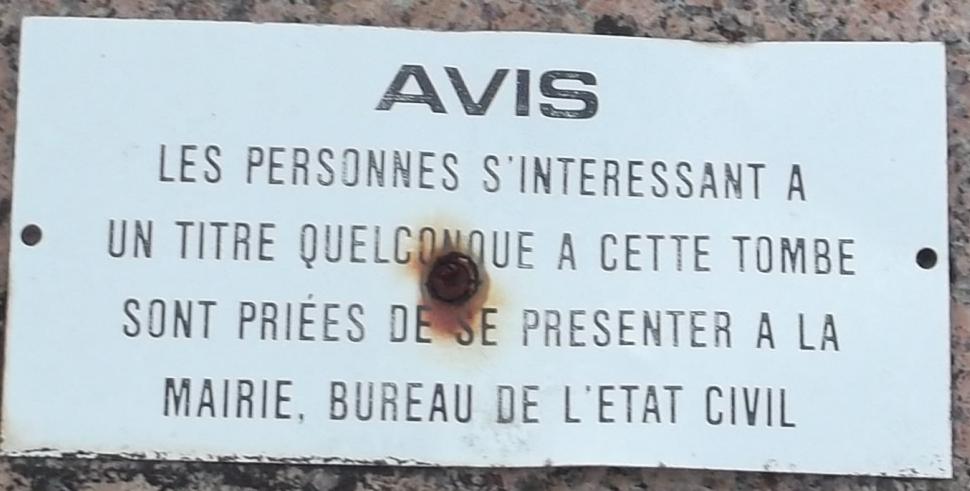 AVIS
LES PERSONNES S'INTERESSANT A
UN TITRE QUELCONQUE A CETTE TOMBE
SONT PRIÉES DE SE PRESENTER A LA
MAIRIE, BUREAU DE L'ETAT CIVIL